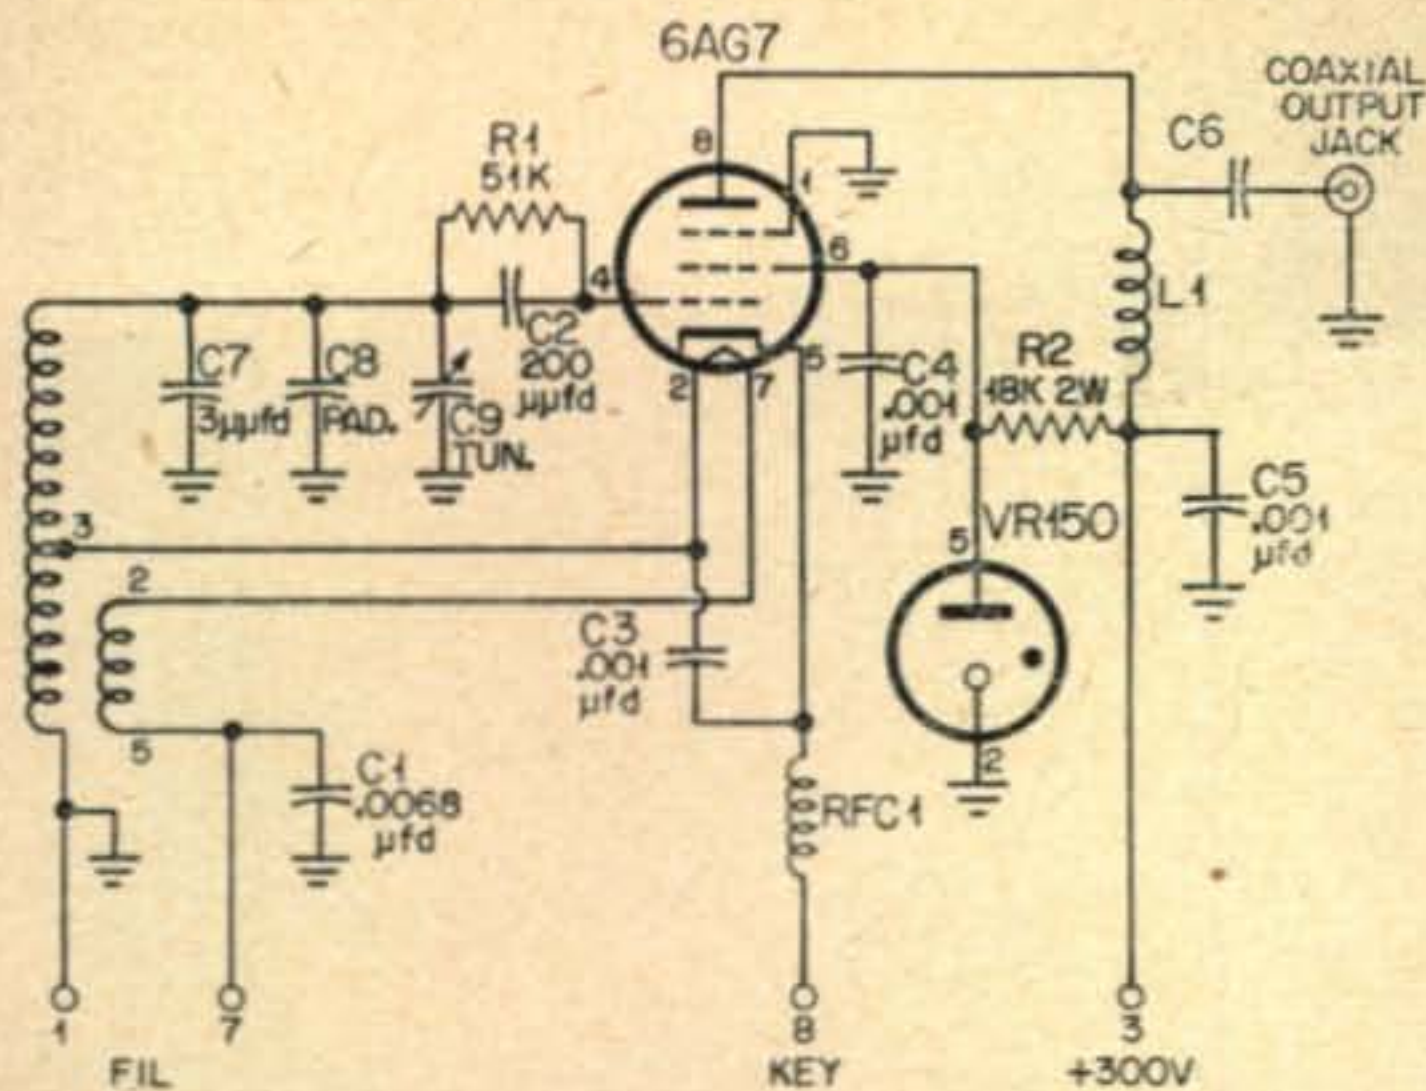 6AG7
COAXIAL
OUTPUT
JACK
C6
R1
51K
8
1
6
4
C2
200
µµfd
C7
3µµfd
C8
PAD.
C9
TUN.
2
7
5
C4
.001
µfd
R2
18K 2W
L1
C5
.001
µfd
3
2
5
VR150
5
2
C3
.001
µfd
C1
.0068
µfd
RFC1
1
7
8
3
FIL
KEY
+300V